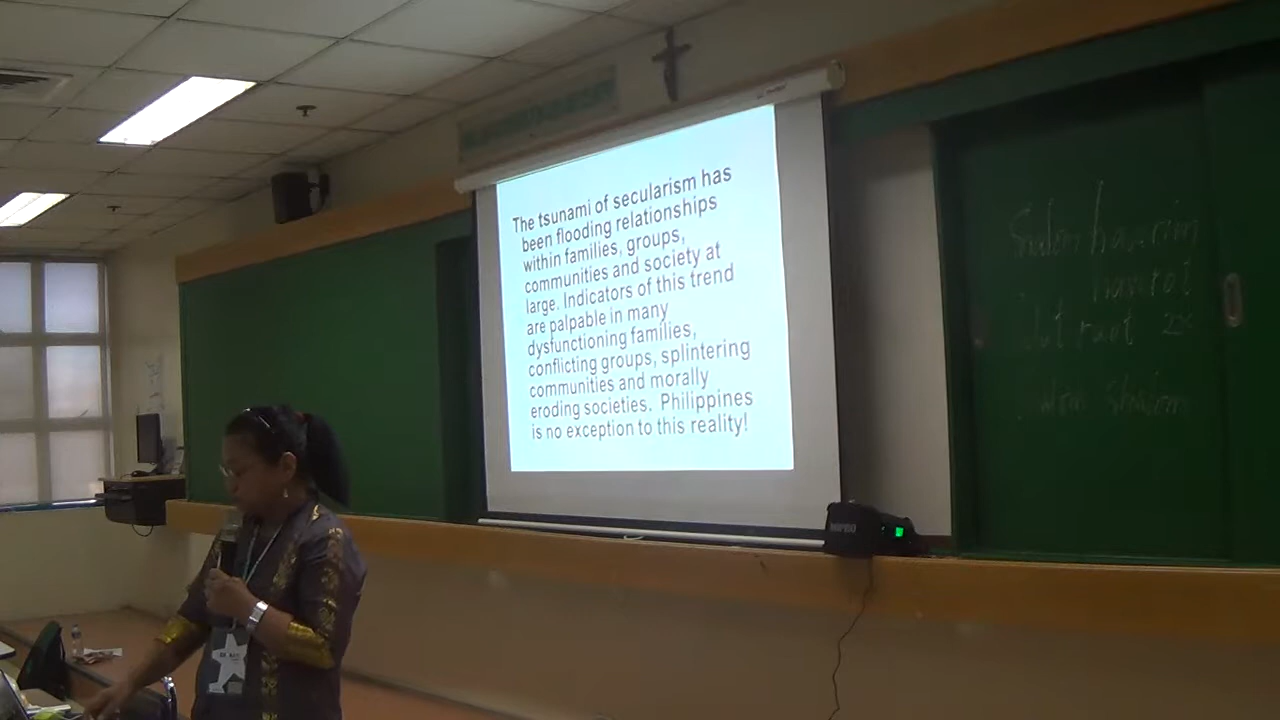 The tsunami of secularism has
been flooding relationships
within families, groups,
communities and society at
large. Indicators of this trend
are palpable in many
dysfunctioning families,
conflicting groups, splintering
communities and morally
eroding societies. Philippines
is no exception to this reality!